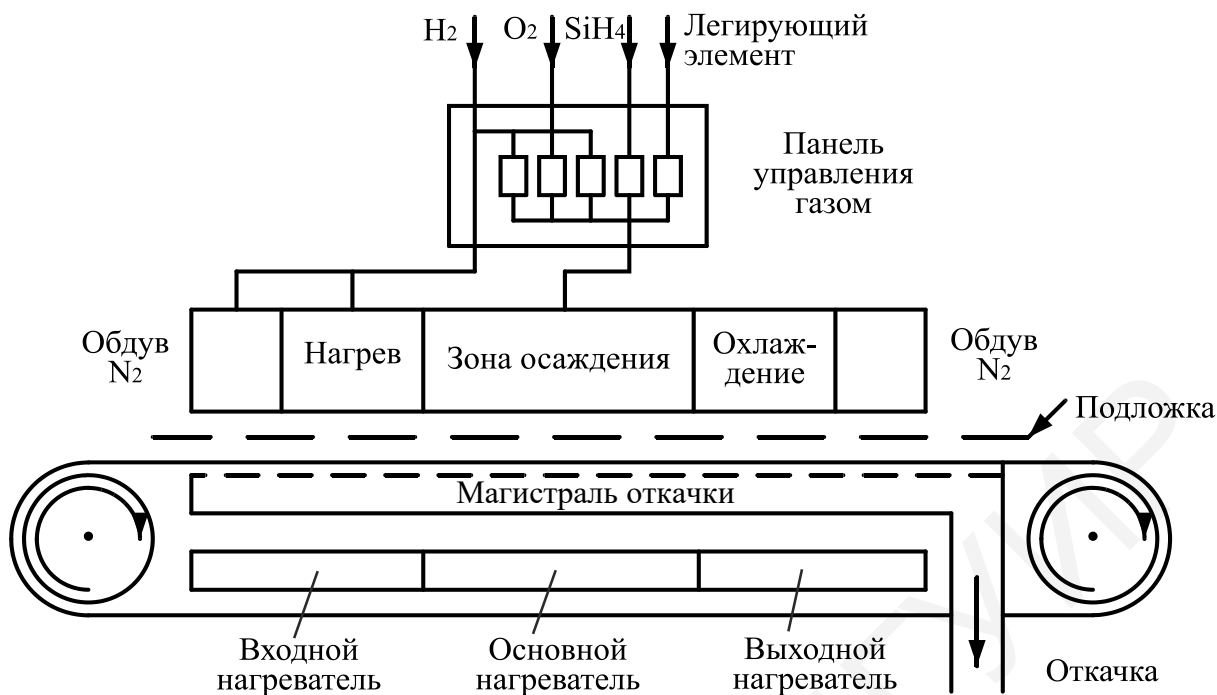 H2 O2 SiH4 Легирующий
элемент
Панель
управления
газом
Обдув
N2
Нагрев
Зона осаждения
Охлаж-
дение
Обдув
N2
Подложка
Магистраль откачки
Входной
нагреватель
Основной
нагреватель
Выходной
нагреватель
Откачка